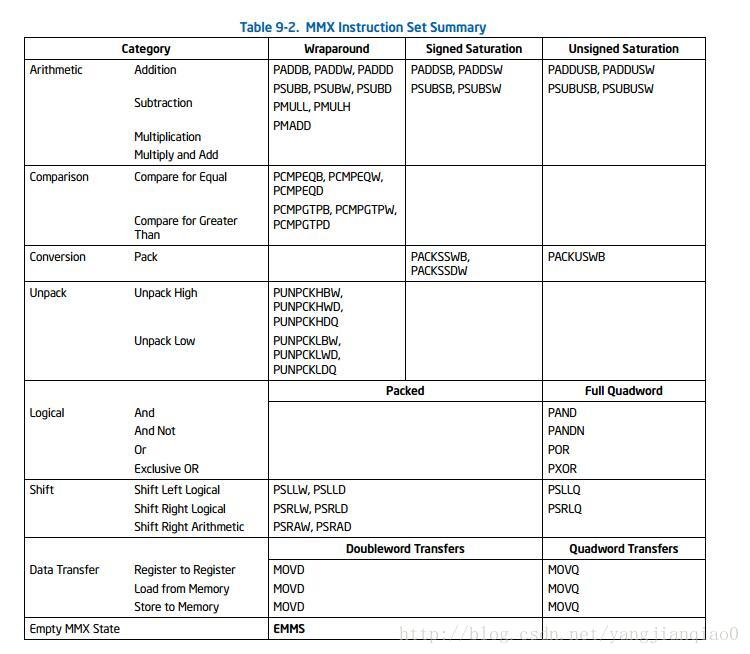 Table 9-2. MMX Instruction Set Summary
Category Wraparound Signed Saturation Unsigned Saturation
Arithmetic Addition PADDB, PADDW, PADDD PADDSB, PADDSW PADDUSB, PADDUSW
Subtraction PSUBB, PSUBW, PSUBD PSUBSB, PSUBSW PSUBUSB, PSUBUSW
Multiplication PMULL, PMULH
Multiply and Add PMADD
Comparison Compare for Equal PCMPEQB, PCMPEQW,
PCMPEQD
Compare for Greater PCMPGTPB, PCMPGTPW,
Than PCMPGTPD
Conversion Pack PACKSSWB, PACKUSWB
PACKSSDW
Unpack Unpack High PUNPCKHBW,
PUNPCKHWD,
PUNPCKHDQ
Unpack Low PUNPCKLBW,
PUNPCKLWD,
PUNPCKLDQ
Packed Full Quadword
Logical And PAND
And Not PANDN
Or POR
Exclusive OR PXOR
Shift Shift Left Logical PSLLW, PSLLD PSLLQ
Shift Right Logical PSRLW, PSRLD PSRLQ
Shift Right Arithmetic PSRAW, PSRAD
Doubleword Transfers Quadword Transfers
Data Transfer Register to Register MOVD MOVQ
Load from Memory MOVD MOVQ
Store to Memory MOVD MOVQ
Empty MMX State EMMS
http://blog.csdn.net/yangjianqiao0